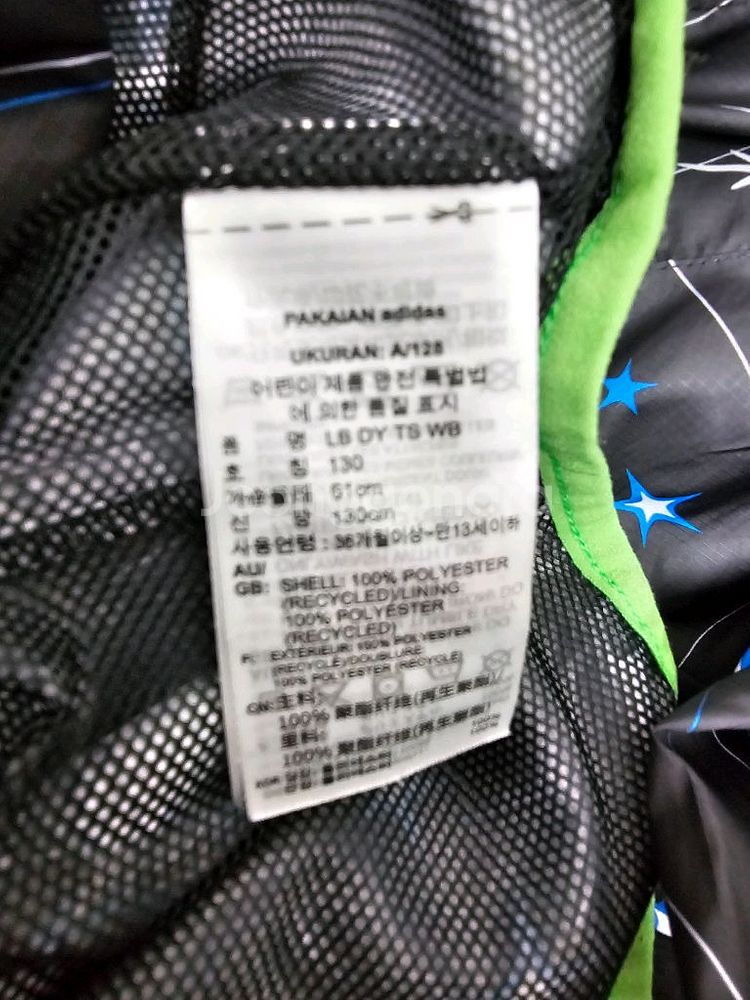 PAKAIAN adidas
UKURAN: A/128
어린이 제품 안전 특별법
에 의한 품질 표시
품 명 LB DY TS WB
호 칭 130
가슴둘레 61cm
신 장 130cm
사용연령 : 36개월이상~만13세이하
AU/
GB: SHELL: 100% POLYESTER
(RECYCLED)/LINING:
100% POLYESTER
(RECYCLED)
F: EXTERIEUR: 100% POLYESTER
(RECYCLE)/DOUBLURE:
100% POLYESTER (RECYCLE)
CN: 主料:
100% 聚酯纤维(再生聚酯)/
里料:
100% 聚酯纤维(再生聚酯)